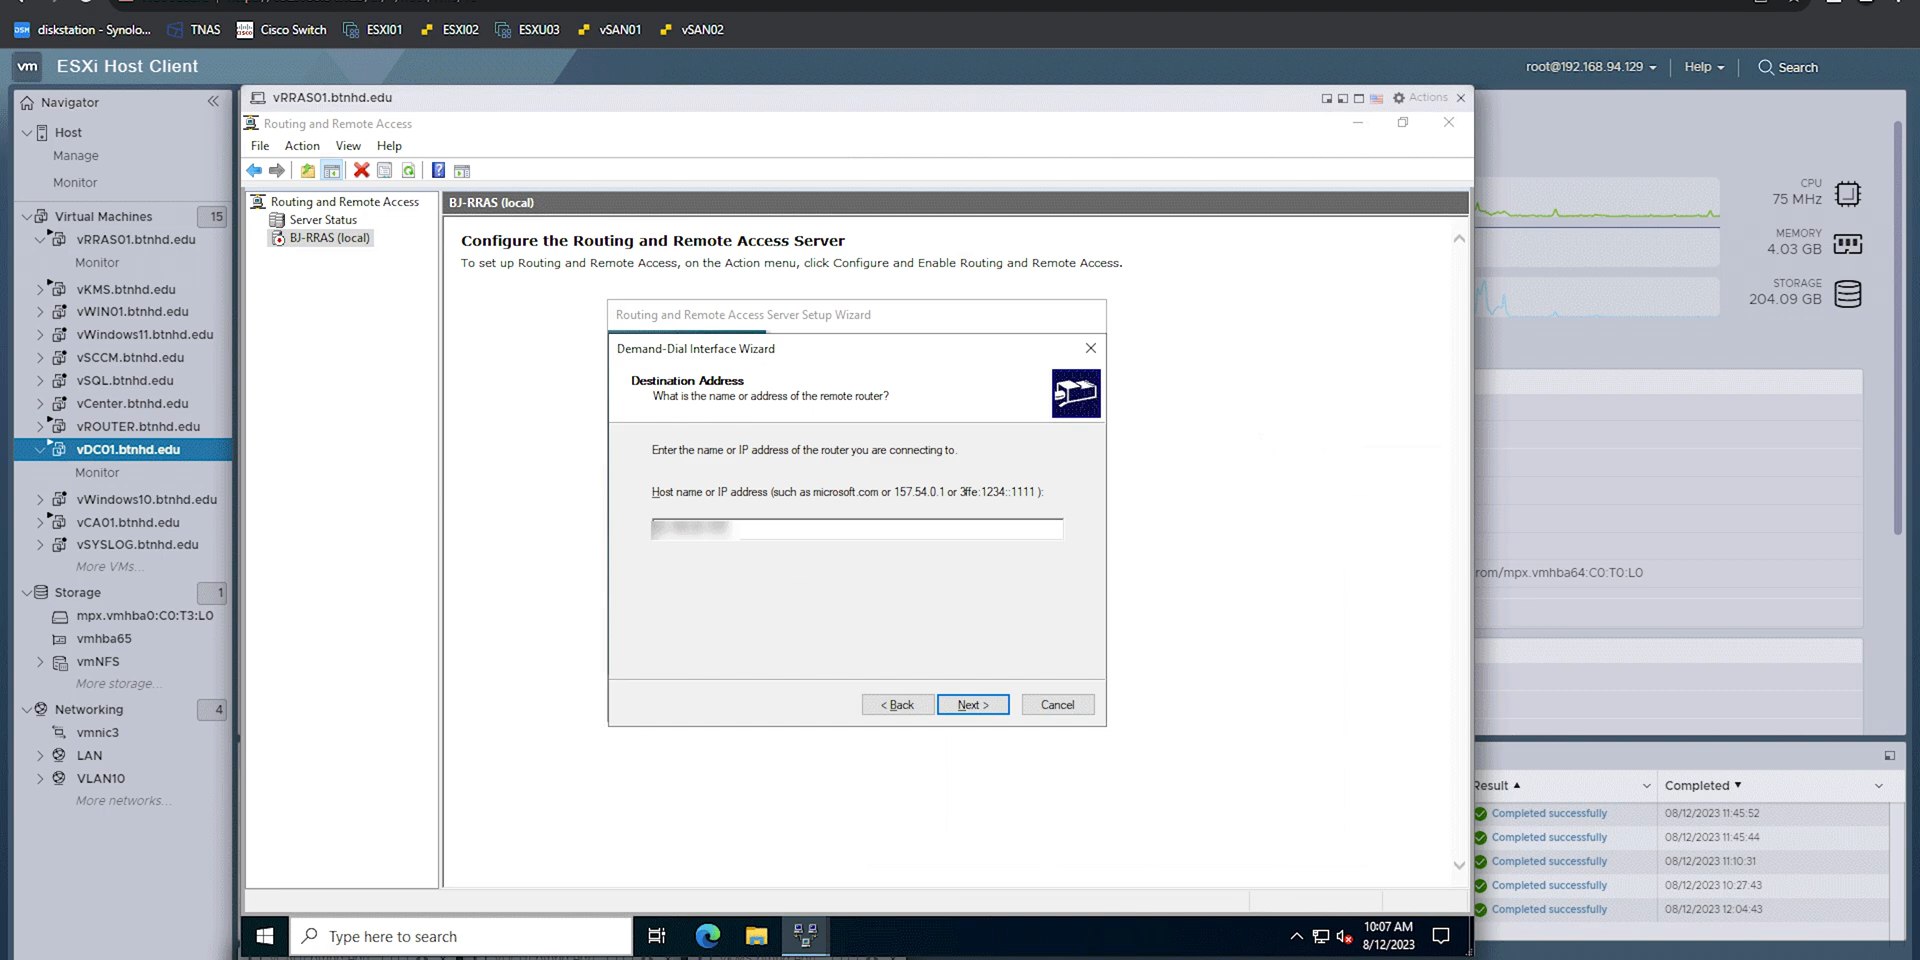 diskstation - Synolo...
TNAS
Cisco Switch
ESXI01
ESXI02
ESXU03
vSAN01
vSAN02
vm
ESXi Host Client
root@192.168.94.129
Help
Search
Navigator
Host
Manage
Monitor
Virtual Machines
15
vRRAS01.btnhd.edu
Monitor
vKMS.btnhd.edu
vWIN01.btnhd.edu
vWindows11.btnhd.edu
vSCCM.btnhd.edu
vSQL.btnhd.edu
vCenter.btnhd.edu
vROUTER.btnhd.edu
vDC01.btnhd.edu
Monitor
vWindows10.btnhd.edu
vCA01.btnhd.edu
vSYSLOG.btnhd.edu
More VMs...
Storage
1
mpx.vmhba0:C0:T3:L0
vmhba65
vmNFS
More storage...
Networking
4
vmnic3
LAN
VLAN10
More networks...
vRRAS01.btnhd.edu
Actions
Routing and Remote Access
File
Action
View
Help
Routing and Remote Access
Server Status
BJ-RRAS (local)
BJ-RRAS (local)
Configure the Routing and Remote Access Server
To set up Routing and Remote Access, on the Action menu, click Configure and Enable Routing and Remote Access.
Routing and Remote Access Server Setup Wizard
Demand-Dial Interface Wizard
Destination Address
What is the name or address of the remote router?
Enter the name or IP address of the router you are connecting to.
Host name or IP address (such as microsoft.com or 157.54.0.1 or 3ffe:1234::1111 ):
< Back
Next >
Cancel
CPU
75 MHz
MEMORY
4.03 GB
STORAGE
204.09 GB
rom/mpx.vmhba64:C0:T0:L0
Result
Completed
Completed successfully
08/12/2023 11:45:52
Completed successfully
08/12/2023 11:45:44
Completed successfully
08/12/2023 11:10:31
Completed successfully
08/12/2023 10:27:43
Completed successfully
08/12/2023 12:04:43
Type here to search
10:07 AM
8/12/2023